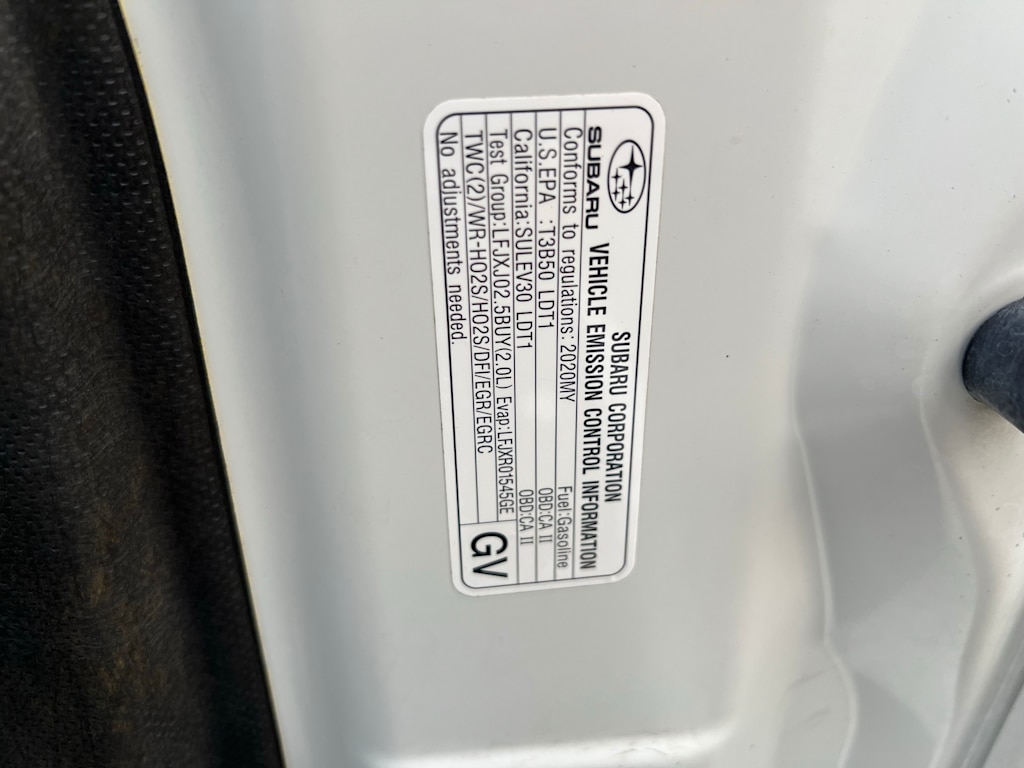 SUBARU CORPORATION
SUBARU VEHICLE EMISSION CONTROL INFORMATION
Conforms to regulations: 2020MY Fuel:Gasoline
U.S.EPA :T3B50 LDT1 OBD:CA II
California:SULEV30 LDT1 OBD:CA II
Test Group:LFJXJ02.5BUY(2.0L) Evap:LFJXR01545GE
TWC(2)/WR-HO2S/HO2S/DFI/EGR/EGRC
No adjustments needed.
GV